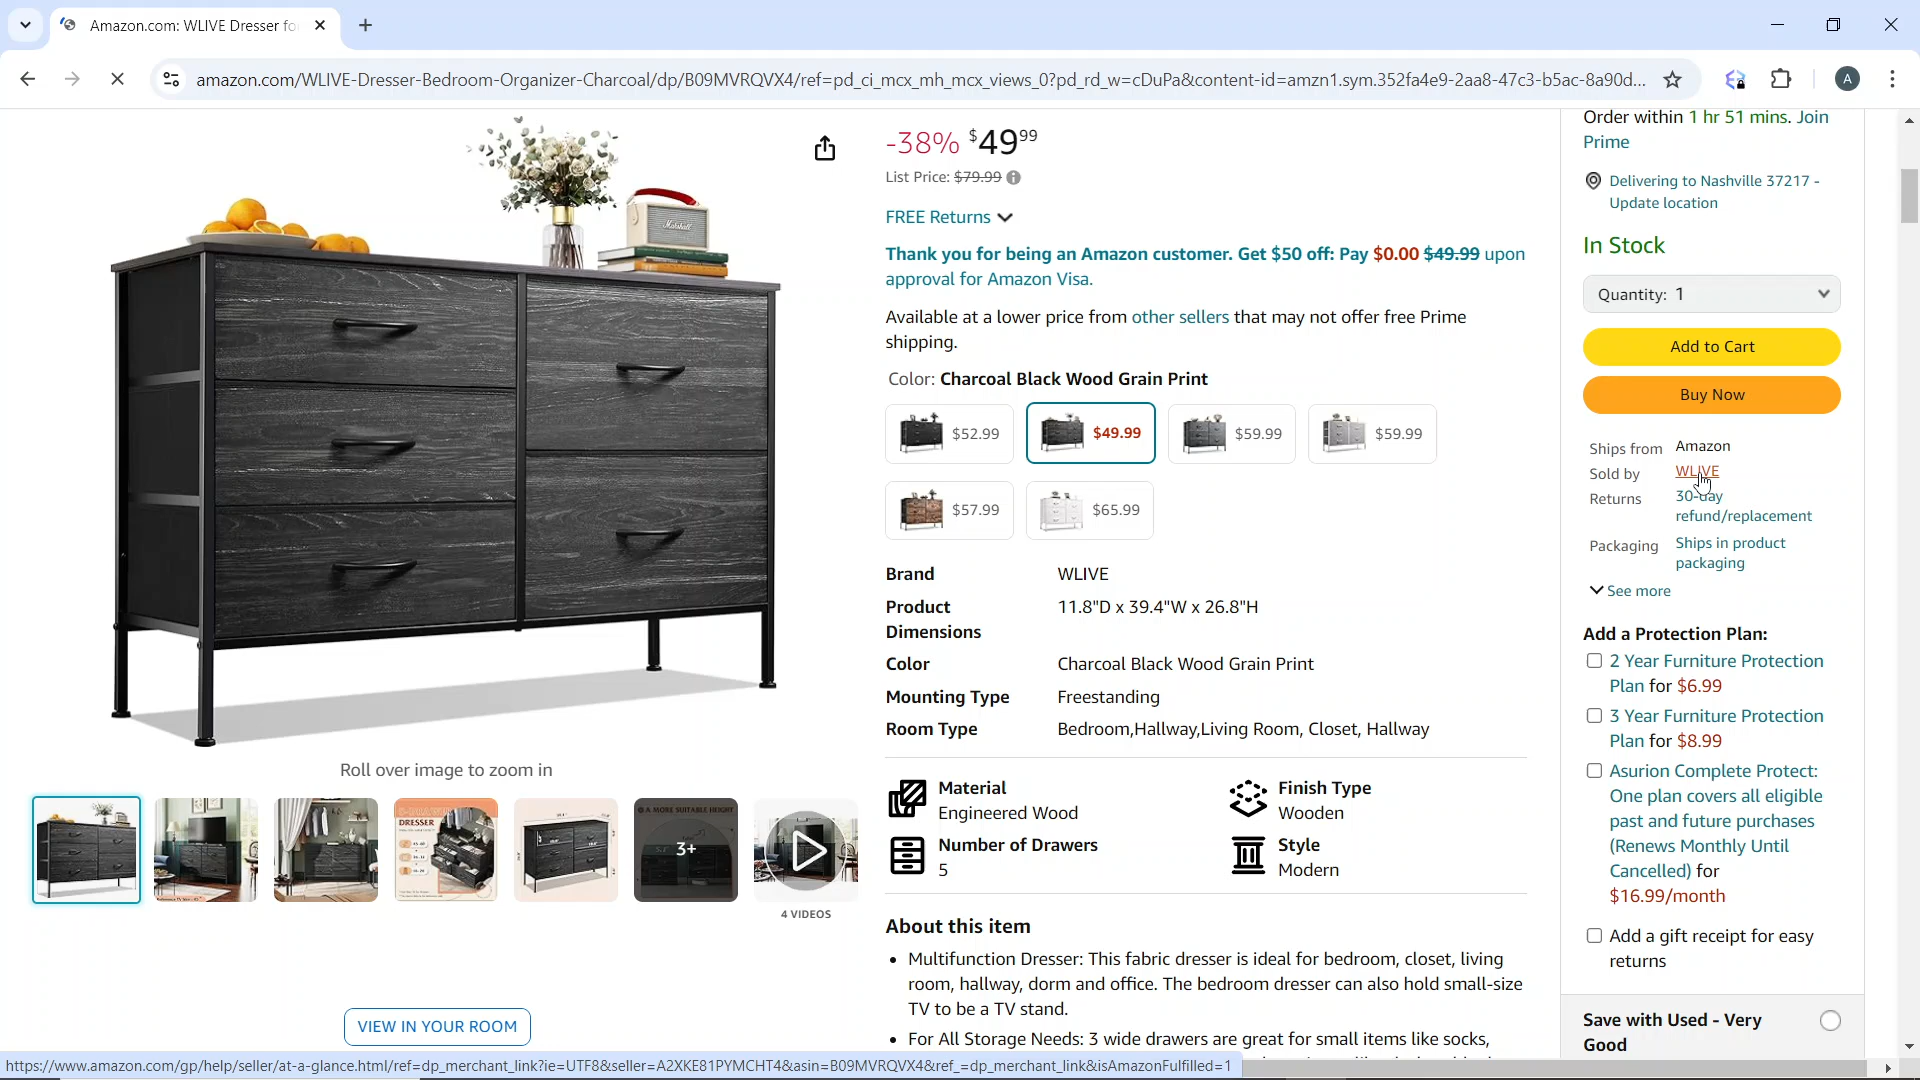 Amazon.com: WLIVE Dresser fo
amazon.com/WLIVE-Dresser-Bedroom-Organizer-Charcoal/dp/B09MVRQVX4/ref=pd_ci_mcx_mh_mcx_views_0?pd_rd_w=cDuPa&content-id=amzn1.sym.352fa4e9-2aa8-47c3-b5ac-8a90d...
A
Marshall
Roll over image to zoom in
DRESSER
A MORE SUITABLE HEIGHT
3+
4 VIDEOS
VIEW IN YOUR ROOM
-38% $49.99
List Price: $79.99
FREE Returns
Thank you for being an Amazon customer. Get $50 off: Pay $0.00 $49.99 upon
approval for Amazon Visa.
Available at a lower price from other sellers that may not offer free Prime
shipping.
Color: Charcoal Black Wood Grain Print
$52.99 $49.99 $59.99 $59.99
$57.99 $65.99
Brand WLIVE
Product 11.8"D x 39.4"W x 26.8"H
Dimensions
Color Charcoal Black Wood Grain Print
Mounting Type Freestanding
Room Type Bedroom,Hallway,Living Room, Closet, Hallway
Material Finish Type
Engineered Wood Wooden
Number of Drawers Style
5 Modern
About this item
Multifunction Dresser: This fabric dresser is ideal for bedroom, closet, living
room, hallway, dorm and office. The bedroom dresser can also hold small-size
TV to be a TV stand.
For All Storage Needs: 3 wide drawers are great for small items like socks,
Order within 1 hr 51 mins. Join
Prime
Delivering to Nashville 37217 -
Update location
In Stock
Quantity: 1
Add to Cart
Buy Now
Ships from Amazon
Sold by WLIVE
Returns 30-day
refund/replacement
Packaging Ships in product
packaging
See more
Add a Protection Plan:
2 Year Furniture Protection
Plan for $6.99
3 Year Furniture Protection
Plan for $8.99
Asurion Complete Protect:
One plan covers all eligible
past and future purchases
(Renews Monthly Until
Cancelled) for
$16.99/month
Add a gift receipt for easy
returns
Save with Used - Very
Good
https://www.amazon.com/gp/help/seller/at-a-glance.html/ref=dp_merchant_link?ie=UTF8&seller=A2XKE81PYMCHT4&asin=B09MVRQVX4&ref_=dp_merchant_link&isAmazonFulfilled=1